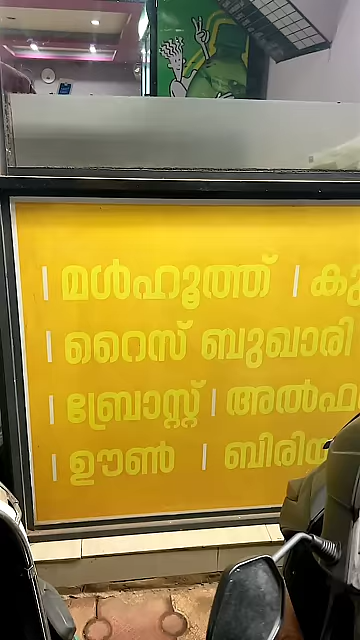 | മൾഹൂത്ത് | കു
| റൈസ് ബുഖാരി
| ബ്രോസ്റ്റ് | അൽഫ
| ഊൺ | ബിരിയ